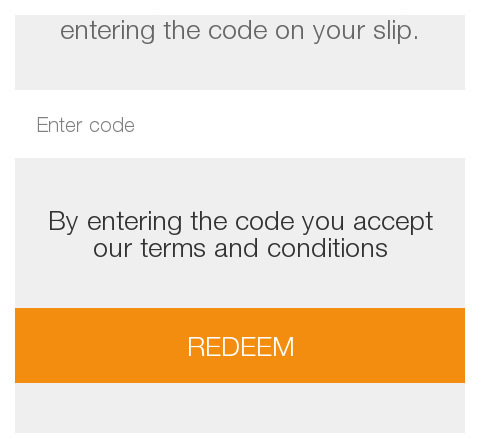 entering the code on your slip.
Enter code
By entering the code you accept
our terms and conditions
REDEEM